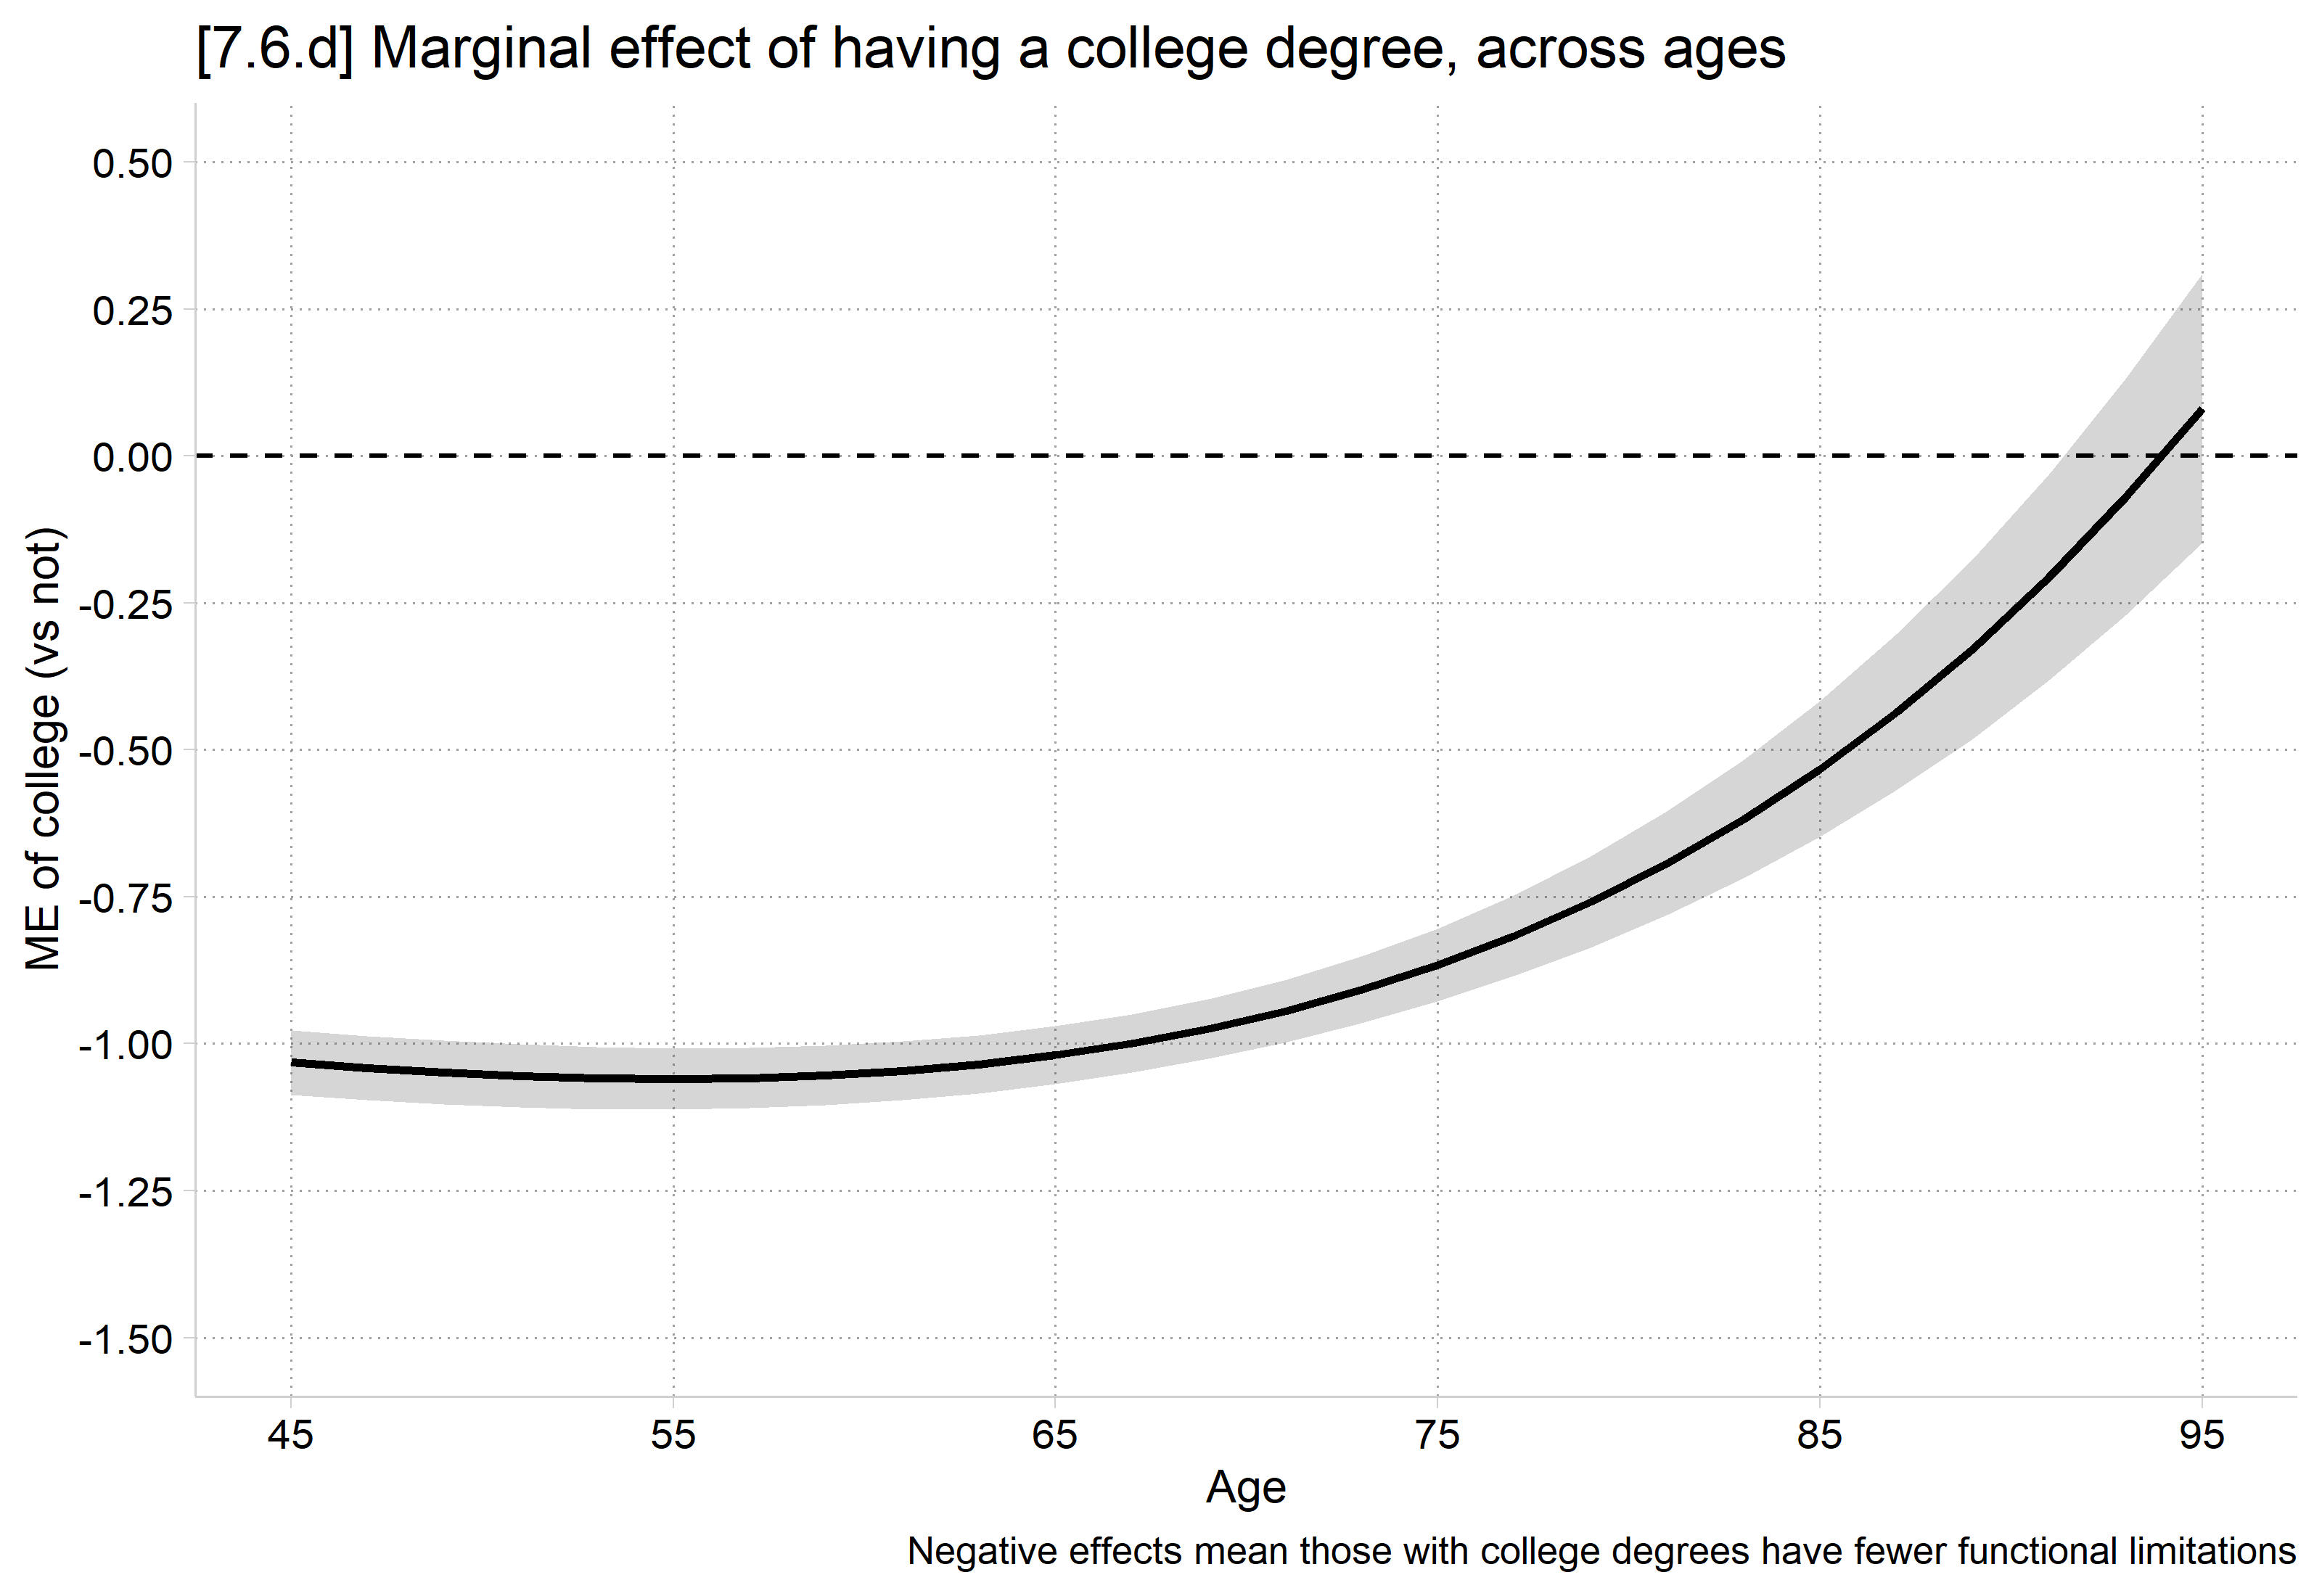 [7.6.d] Marginal effect of having a college degree, across ages
0.50
0.25
0.00
-0.25
-0.50
-0.75
-1.00
-1.25
-1.50
ME of college (vs not)
45 55 65 75 85 95
Age
Negative effects mean those with college degrees have fewer functional limitations